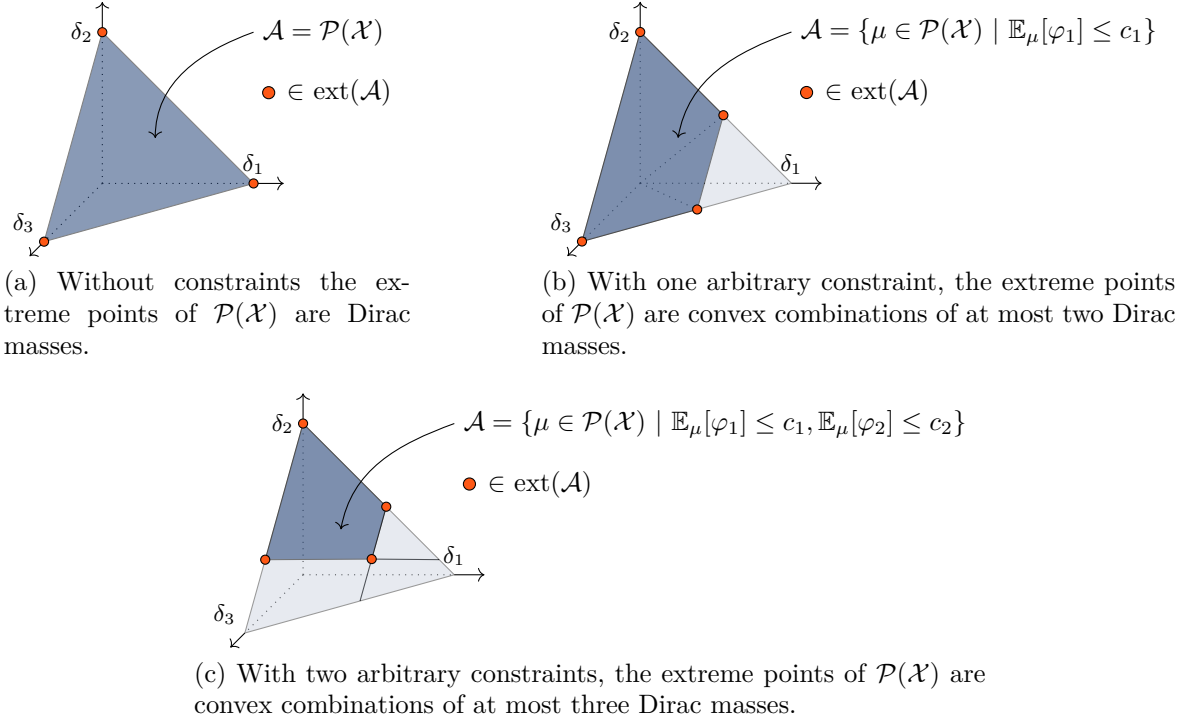 δ₂
𝒜 = 𝒫(𝒳)
∈ ext(𝒜)
δ₁
δ₃
(a) Without constraints the ex-
treme points of 𝒫(𝒳) are Dirac
masses.
δ₂
𝒜 = {μ ∈ 𝒫(𝒳) | 𝔼_μ[φ₁] ≤ c₁}
∈ ext(𝒜)
δ₁
δ₃
(b) With one arbitrary constraint, the extreme points
of 𝒫(𝒳) are convex combinations of at most two Dirac
masses.
δ₂
𝒜 = {μ ∈ 𝒫(𝒳) | 𝔼_μ[φ₁] ≤ c₁, 𝔼_μ[φ₂] ≤ c₂}
∈ ext(𝒜)
δ₁
δ₃
(c) With two arbitrary constraints, the extreme points of 𝒫(𝒳) are
convex combinations of at most three Dirac masses.